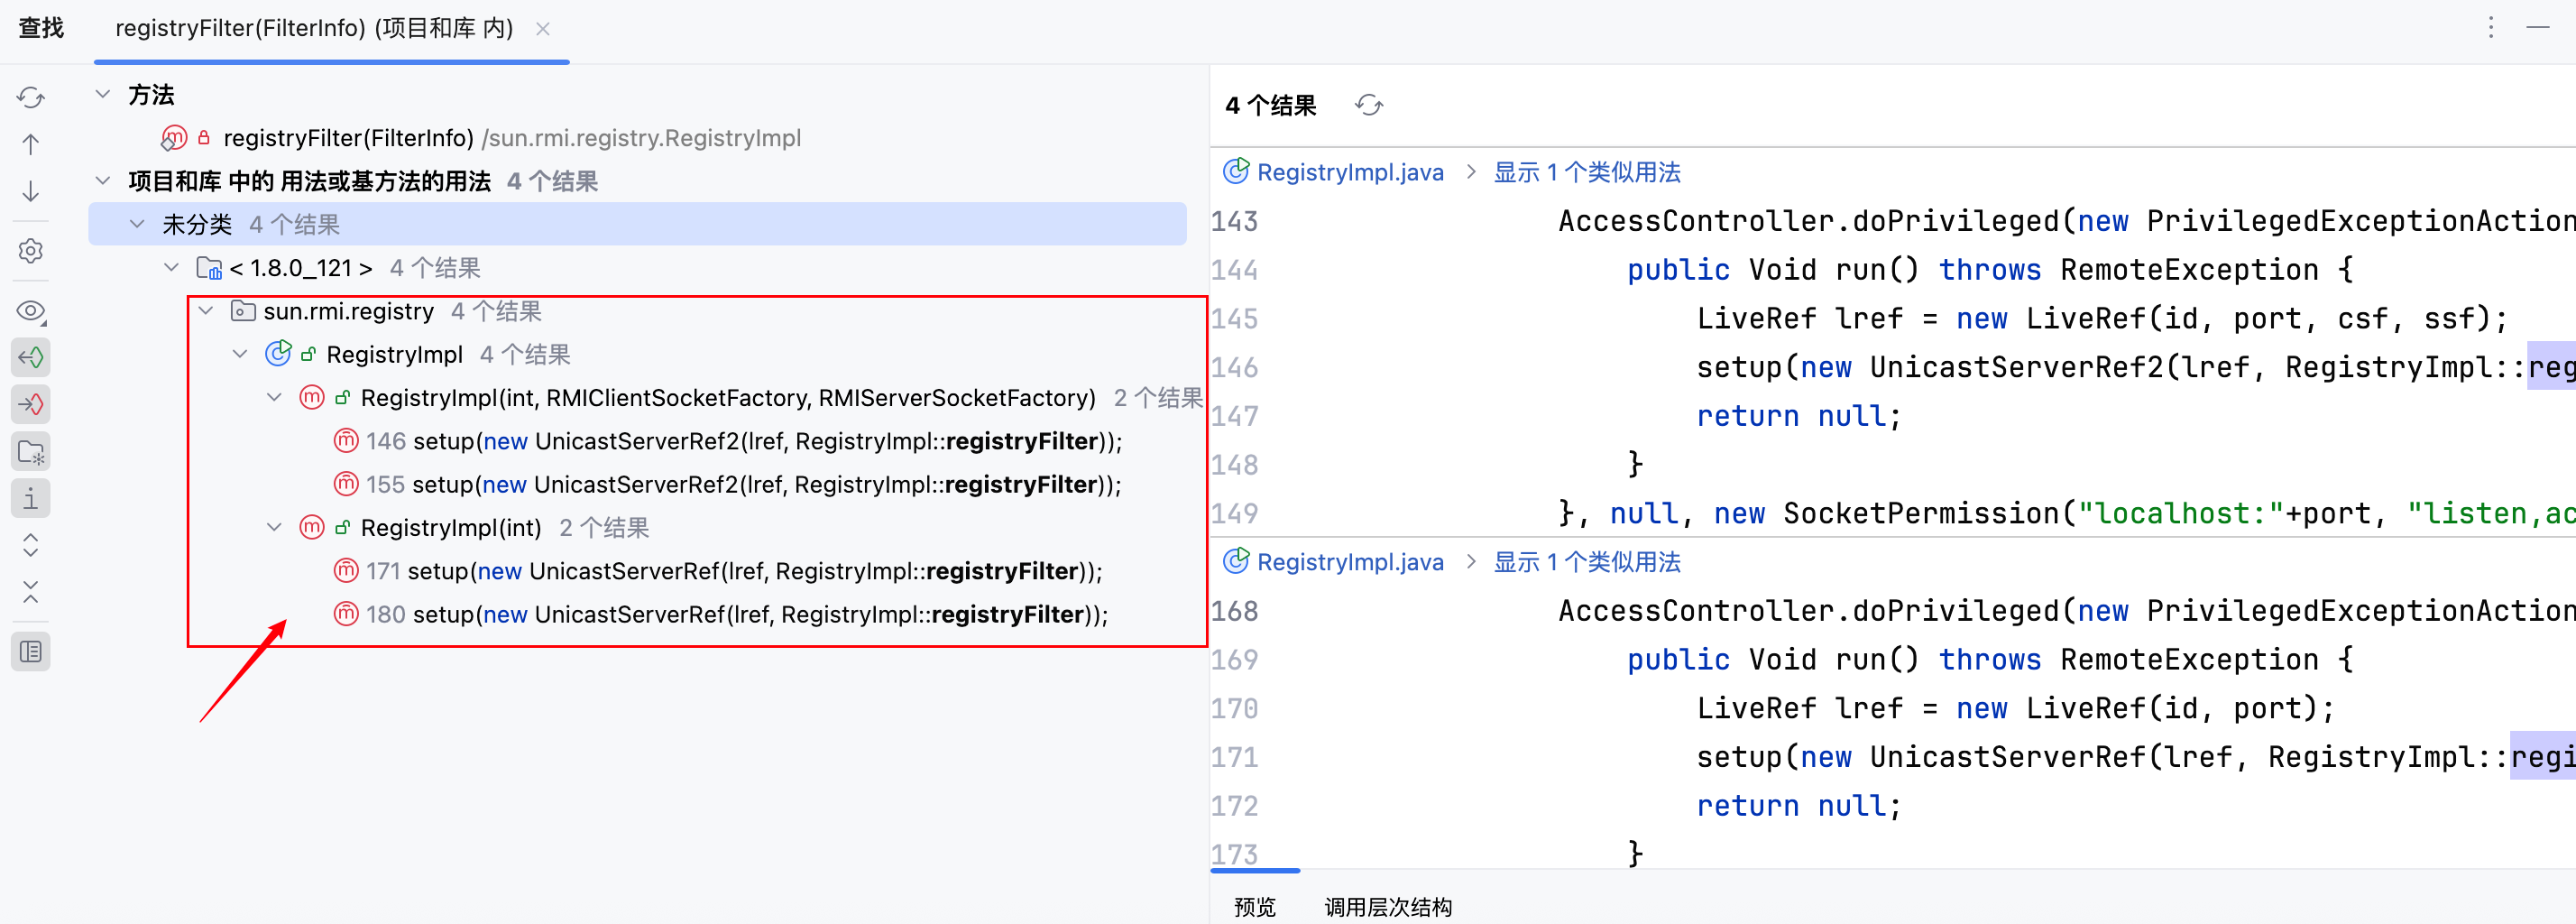 查找 registryFilter(FilterInfo) (项目和库 内)
方法
registryFilter(FilterInfo) /sun.rmi.registry.RegistryImpl
项目和库 中的 用法或基方法的用法 4 个结果
未分类 4 个结果
< 1.8.0_121 > 4 个结果
sun.rmi.registry 4 个结果
RegistryImpl 4 个结果
RegistryImpl(int, RMIClientSocketFactory, RMIServerSocketFactory) 2 个结果
146 setup(new UnicastServerRef2(lref, RegistryImpl::registryFilter));
155 setup(new UnicastServerRef2(lref, RegistryImpl::registryFilter));
RegistryImpl(int) 2 个结果
171 setup(new UnicastServerRef(lref, RegistryImpl::registryFilter));
180 setup(new UnicastServerRef(lref, RegistryImpl::registryFilter));
4 个结果
RegistryImpl.java > 显示 1 个类似用法
143 AccessController.doPrivileged(new PrivilegedExceptionAction
144 public Void run() throws RemoteException {
145 LiveRef lref = new LiveRef(id, port, csf, ssf);
146 setup(new UnicastServerRef2(lref, RegistryImpl::reg
147 return null;
148 }
149 }, null, new SocketPermission("localhost:"+port, "listen,ac
RegistryImpl.java > 显示 1 个类似用法
168 AccessController.doPrivileged(new PrivilegedExceptionAction
169 public Void run() throws RemoteException {
170 LiveRef lref = new LiveRef(id, port);
171 setup(new UnicastServerRef(lref, RegistryImpl::regi
172 return null;
173 }
预览 调用层次结构